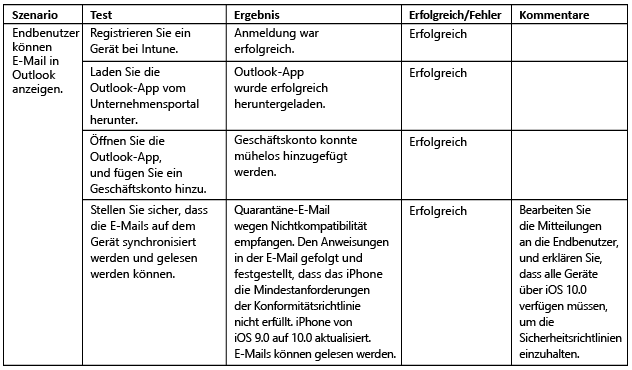 Szenario
Test
Ergebnis
Erfolgreich/Fehler
Kommentare
Endbenutzer
können
E-Mail in
Outlook
anzeigen.
Registrieren Sie ein
Gerät bei Intune.
Anmeldung war
erfolgreich.
Erfolgreich
Laden Sie die
Outlook-App vom
Unternehmensportal
herunter.
Outlook-App
wurde erfolgreich
heruntergeladen.
Erfolgreich
Öffnen Sie die
Outlook-App,
und fügen Sie ein
Geschäftskonto hinzu.
Geschäftskonto konnte
mühelos hinzugefügt
werden.
Erfolgreich
Stellen Sie sicher, dass
die E-Mails auf dem
Gerät synchronisiert
werden und gelesen
werden können.
Quarantäne-E-Mail
wegen Nichtkompatibilität
empfangen. Den Anweisungen
in der E-Mail gefolgt und
festgestellt, dass das iPhone
die Mindestanforderungen
der Konformitätsrichtlinie
nicht erfüllt. iPhone von
iOS 9.0 auf 10.0 aktualisiert.
E-Mails können gelesen werden.
Erfolgreich
Bearbeiten Sie
die Mitteilungen
an die Endbenutzer,
und erklären Sie,
dass alle Geräte
über iOS 10.0
verfügen müssen,
um die
Sicherheitsrichtlinien
einzuhalten.